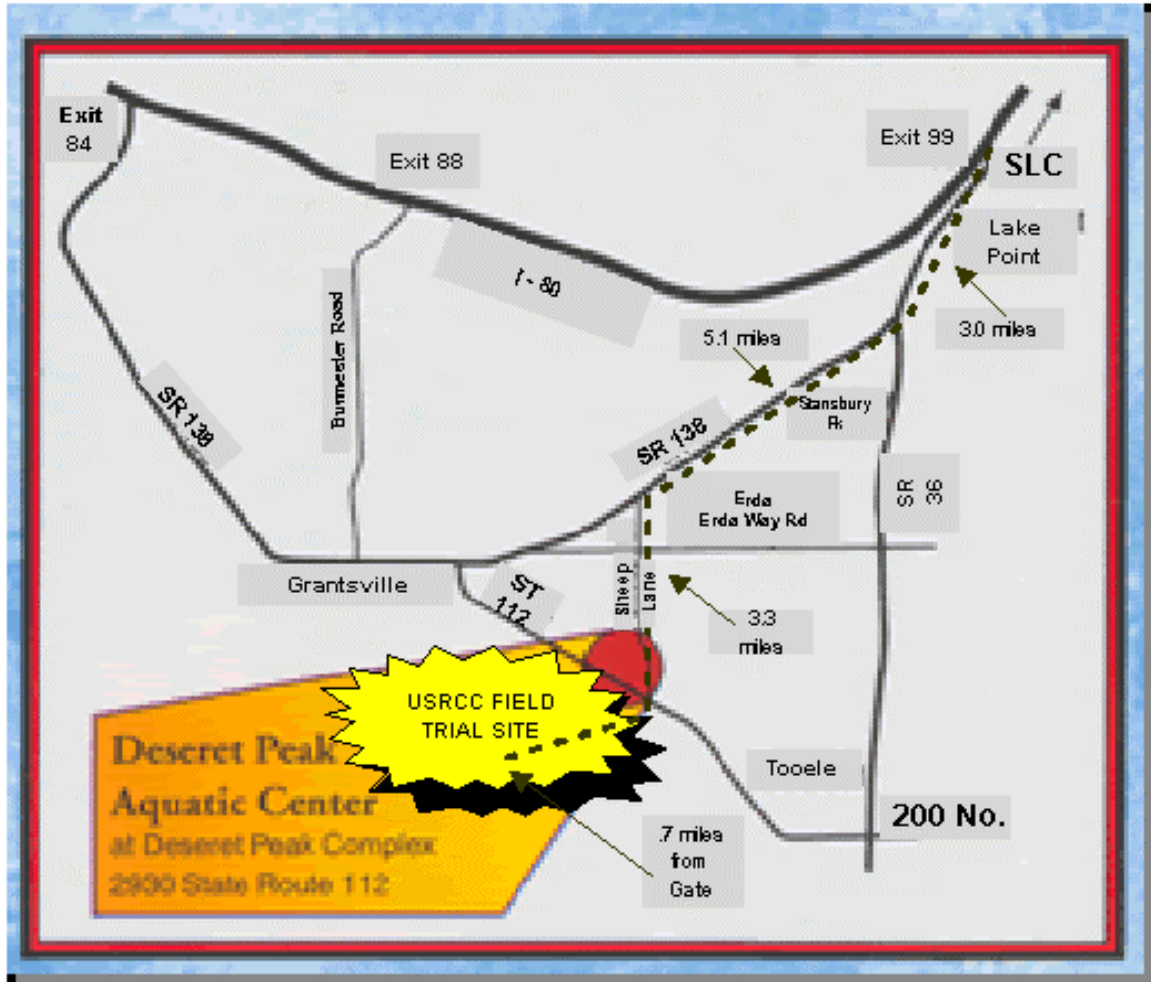 Exit
84
Exit 88
Exit 99
SLC
Lake
Point
I - 80
Burmeester Road
3.0 miles
5.1 miles
Stansbury
Pk
SR 138
SR 138
SR
36
Erda
Erda Way Rd
Grantsville
ST
112
Sheep
Lane
3.3
miles
USRCC FIELD
TRIAL SITE
Deseret Peak
Aquatic Center
at Deseret Peak Complex
2930 State Route 112
Tooele
200 No.
.7 miles
from
Gate